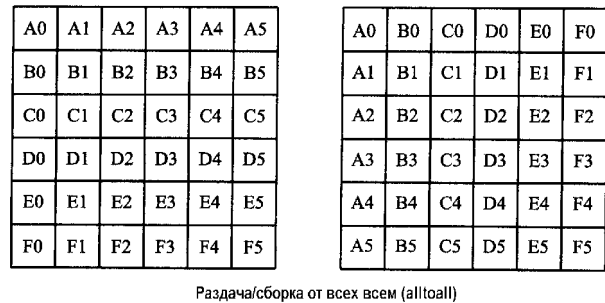 A0 A1 A2 A3 A4 A5 A0 B0 C0 D0 E0 F0
B0 B1 B2 B3 B4 B5 A1 B1 C1 D1 E1 F1
C0 C1 C2 C3 C4 C5 A2 B2 C2 D2 E2 F2
D0 D1 D2 D3 D4 D5 A3 B3 C3 D3 E3 F3
E0 E1 E2 E3 E4 E5 A4 B4 C4 D4 E4 F4
F0 F1 F2 F3 F4 F5 A5 B5 C5 D5 E5 F5
Раздача/сборка от всех всем (alltoall)